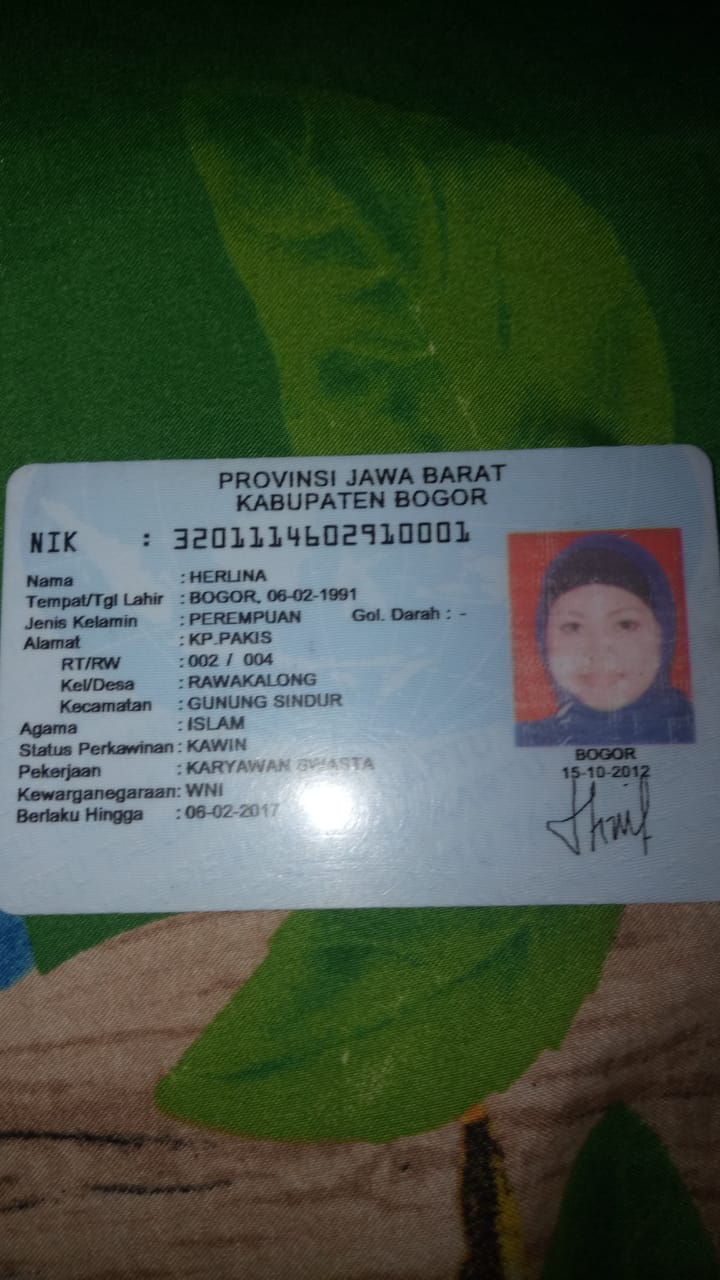 PROVINSI JAWA BARAT
KABUPATEN BOGOR
NIK : 3201114602910001
Nama : HERLINA
Tempat/Tgl Lahir : BOGOR, 06-02-1991
Jenis Kelamin : PEREMPUAN Gol. Darah : -
Alamat : KP.PAKIS
RT/RW : 002 / 004
Kel/Desa : RAWAKALONG
Kecamatan : GUNUNG SINDUR
Agama : ISLAM
Status Perkawinan : KAWIN
Pekerjaan : KARYAWAN SWASTA
Kewarganegaraan: WNI
Berlaku Hingga : 06-02-2017
BOGOR
15-10-2012